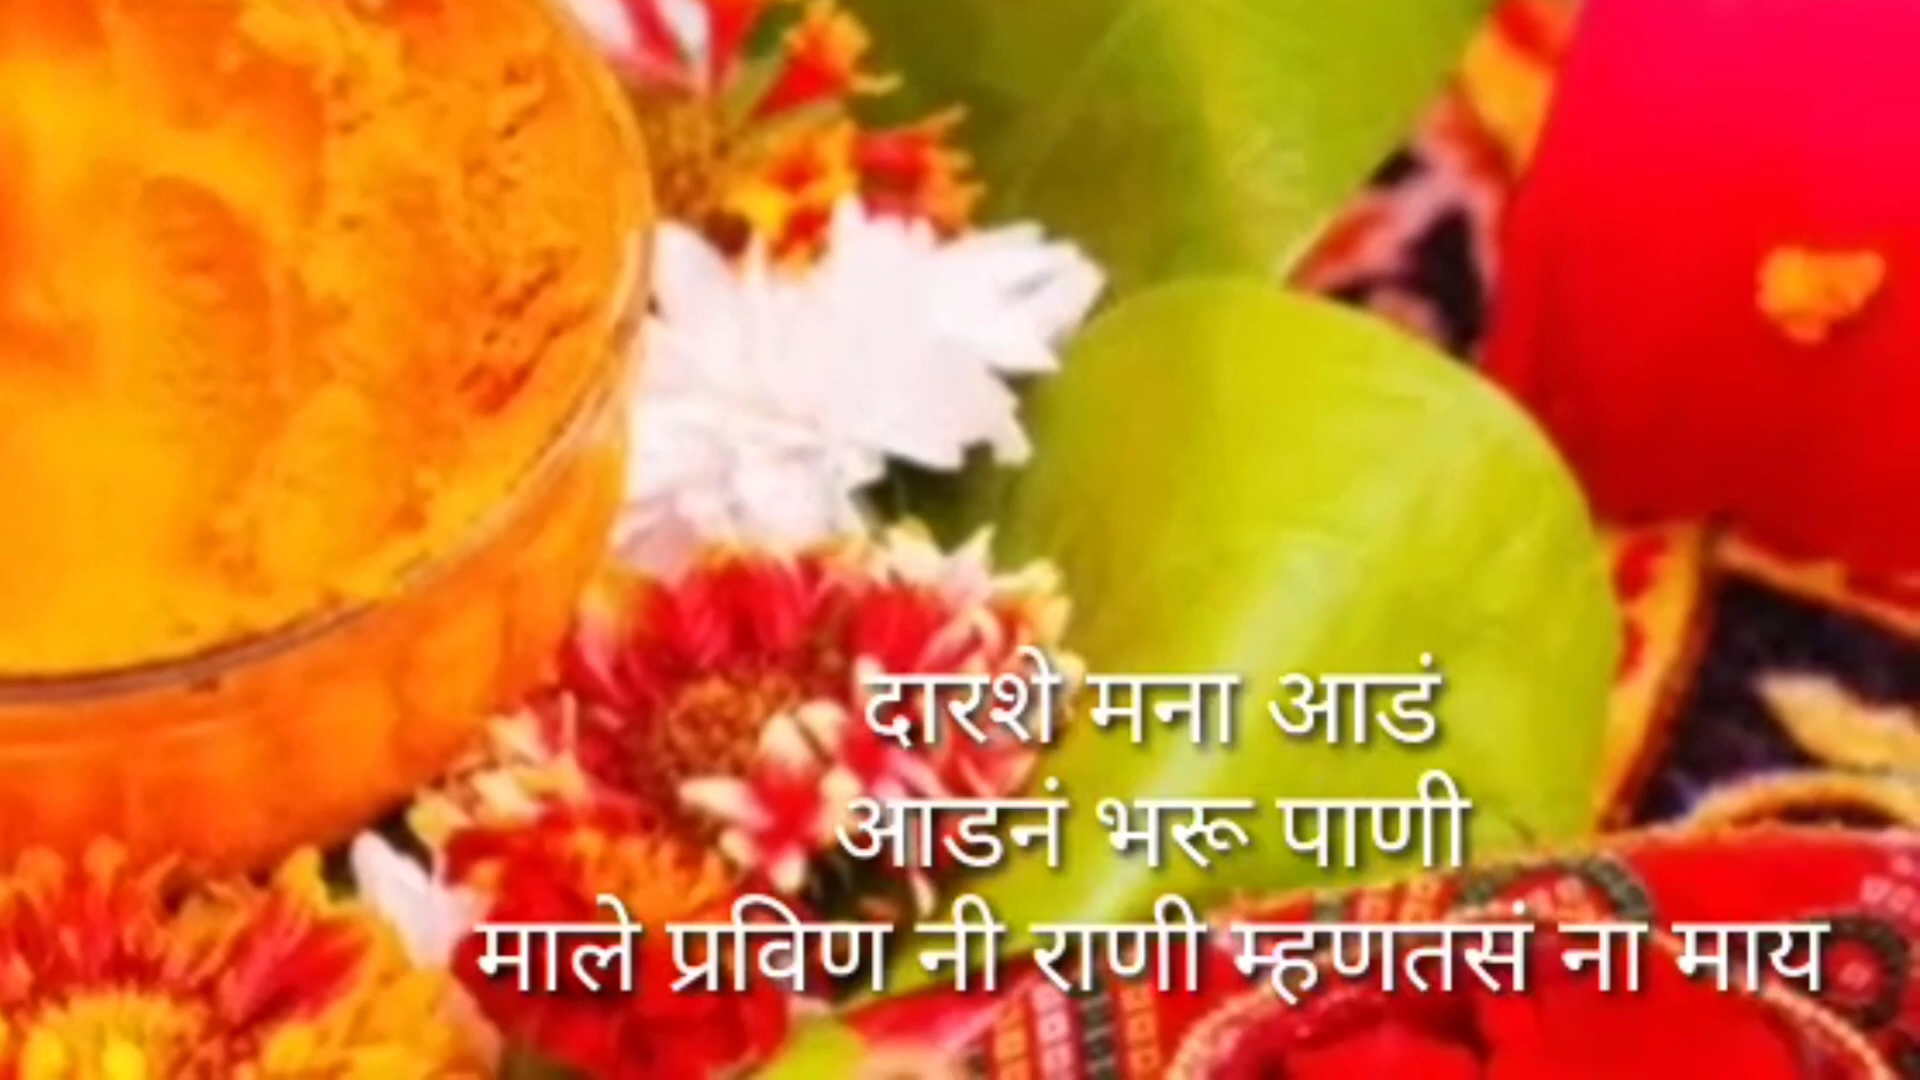 दारशे मना आडं
आडनं भरू पाणी
माले प्रविण नी राणी म्हणतसं ना माय